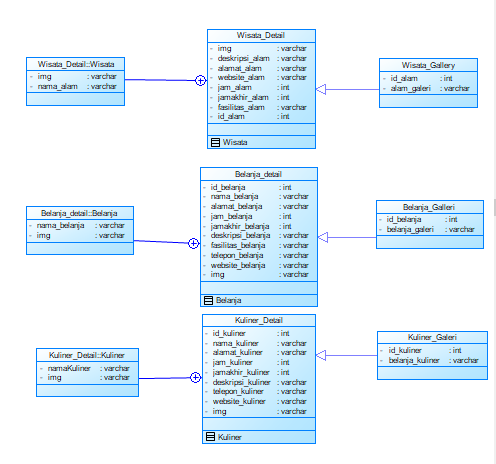 Wisata_Detail
- img : varchar
- deskripsi_alam : varchar
- alamat_alam : varchar
- website_alam : varchar
- jam_alam : int
- jamakhir_alam : int
- fasilitas_alam : varchar
- id_alam : int
Wisata
Wisata_Detail::Wisata
- img : varchar
- nama_alam : varchar
Wisata_Gallery
- id_alam : int
- alam_galeri : varchar
Belanja_detail
- id_belanja : int
- nama_belanja : varchar
- alamat_belanja : varchar
- jam_belanja : int
- jamakhir_belanja : int
- deskripsi_belanja : varchar
- fasilitas_belanja : varchar
- telepon_belanja : varchar
- website_belanja : varchar
- img : varchar
Belanja
Belanja_detail::Belanja
- nama_belanja : varchar
- img : varchar
Belanja_Galleri
- id_belanja : int
- belanja_galeri : varchar
Kuliner_Detail
- id_kuliner : int
- nama_kuliner : varchar
- alamat_kuliner : varchar
- jam_kuliner : int
- jamakhir_kuliner : int
- deskripsi_kuliner : varchar
- telepon_kuliner : varchar
- website_kuliner : varchar
- img : varchar
Kuliner
Kuliner_Detail::Kuliner
- namaKuliner : varchar
- img : varchar
Kuliner_Galeri
- id_kuliner : int
- belanja_kuliner : varchar